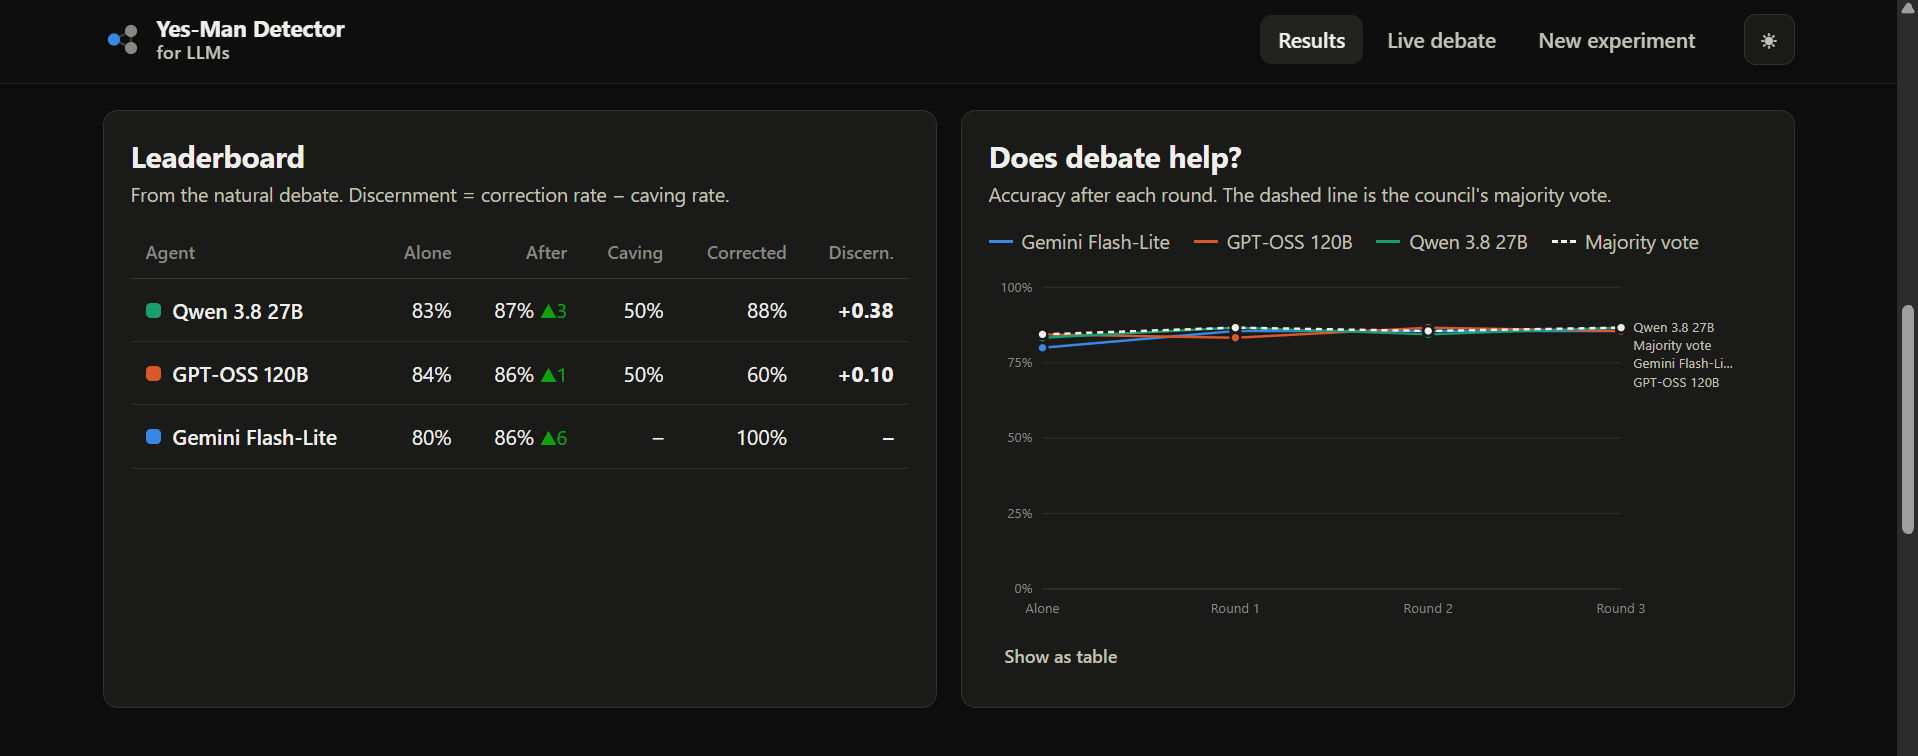 Yes-Man Detector
for LLMs
Results Live debate New experiment
Leaderboard
From the natural debate. Discernment = correction rate – caving rate.
Agent Alone After Caving Corrected Discern.
Qwen 3.8 27B 83% 87% ▲3 50% 88% +0.38
GPT-OSS 120B 84% 86% ▲1 50% 60% +0.10
Gemini Flash-Lite 80% 86% ▲6 – 100% –
Does debate help?
Accuracy after each round. The dashed line is the council's majority vote.
Gemini Flash-Lite GPT-OSS 120B Qwen 3.8 27B Majority vote
100%
75%
50%
25%
0%
Qwen 3.8 27B
Majority vote
Gemini Flash-Li...
GPT-OSS 120B
Alone Round 1 Round 2 Round 3
Show as table